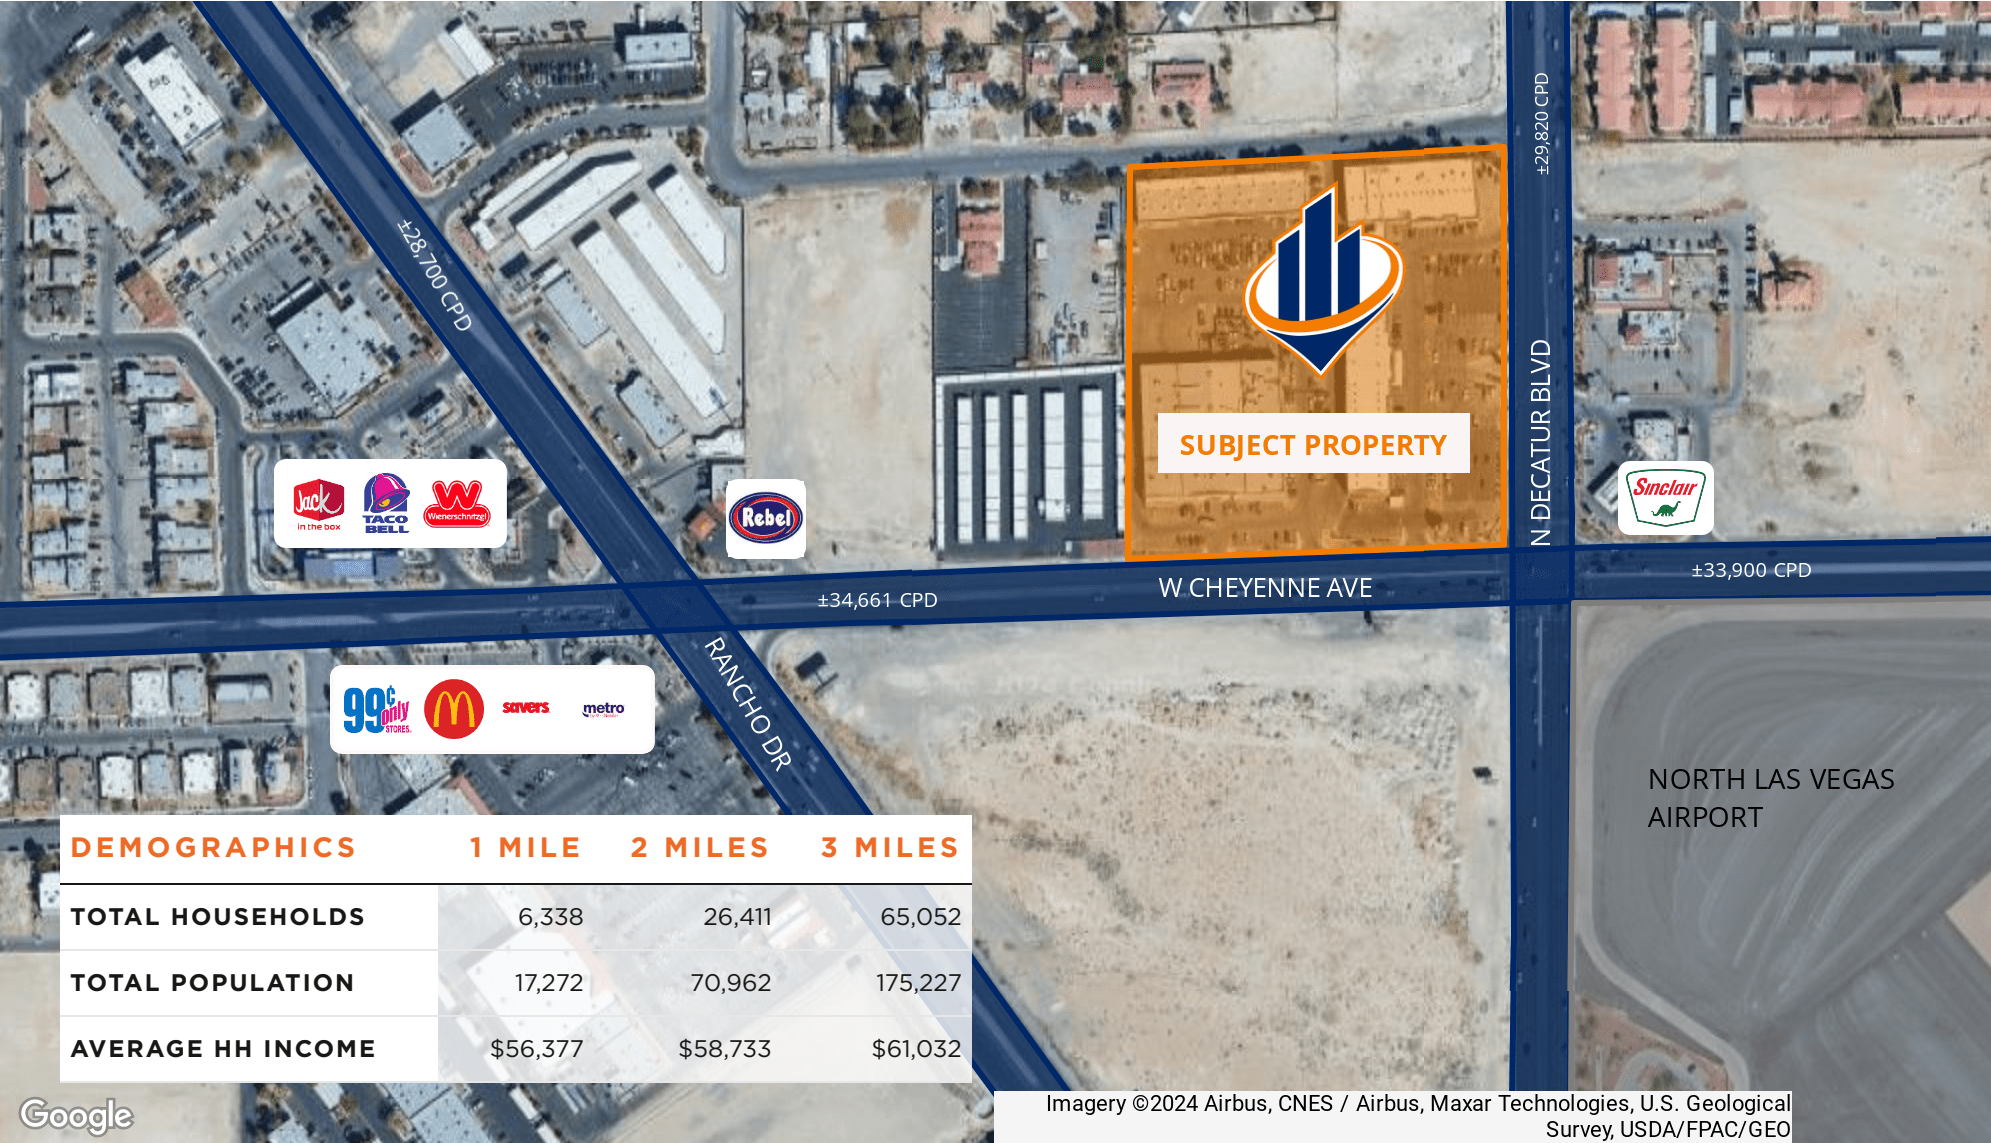 ±29,820 CPD
±28,700 CPD
N DECATUR BLVD
SUBJECT PROPERTY
Jack
in the box
TACO
BELL
W
Wienerschnitzel
Rebel
Sinclair
±33,900 CPD
W CHEYENNE AVE
±34,661 CPD
RANCHO DR
99¢
only
STORES.
savers
metro
NORTH LAS VEGAS
AIRPORT
DEMOGRAPHICS 1 MILE 2 MILES 3 MILES
TOTAL HOUSEHOLDS 6,338 26,411 65,052
TOTAL POPULATION 17,272 70,962 175,227
AVERAGE HH INCOME $56,377 $58,733 $61,032
Google
Imagery ©2024 Airbus, CNES / Airbus, Maxar Technologies, U.S. Geological
Survey, USDA/FPAC/GEO